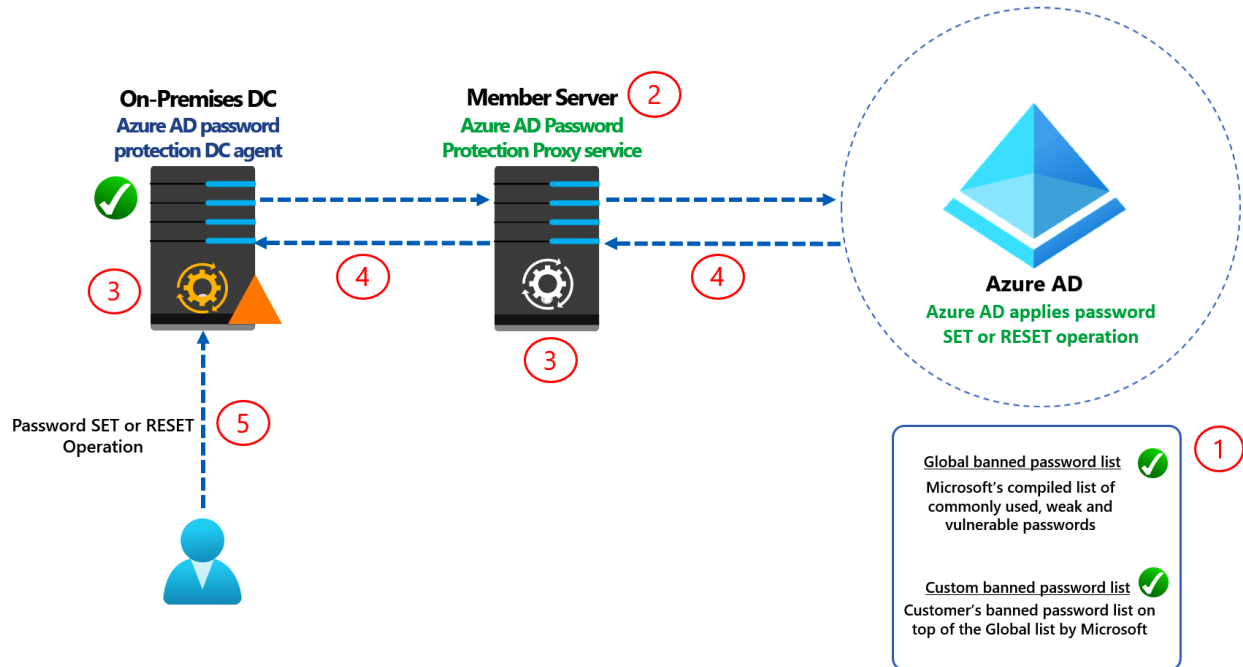 On-Premises DC
Azure AD password
protection DC agent
Member Server
2
Azure AD Password
Protection Proxy service
3
4
3
4
Azure AD
Azure AD applies password
SET or RESET operation
Password SET or RESET
Operation
5
1
Global banned password list
Microsoft’s compiled list of
commonly used, weak and
vulnerable passwords
Custom banned password list
Customer’s banned password list on
top of the Global list by Microsoft